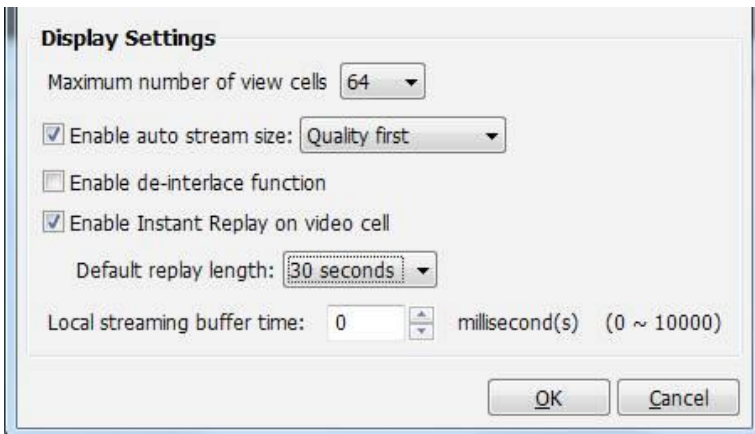 Display Settings
Maximum number of view cells 64
Enable auto stream size: Quality first
Enable de-interlace function
Enable Instant Replay on video cell
Default replay length: 30 seconds
Local streaming buffer time: 0 millisecond(s) (0 ~ 10000)
OK Cancel